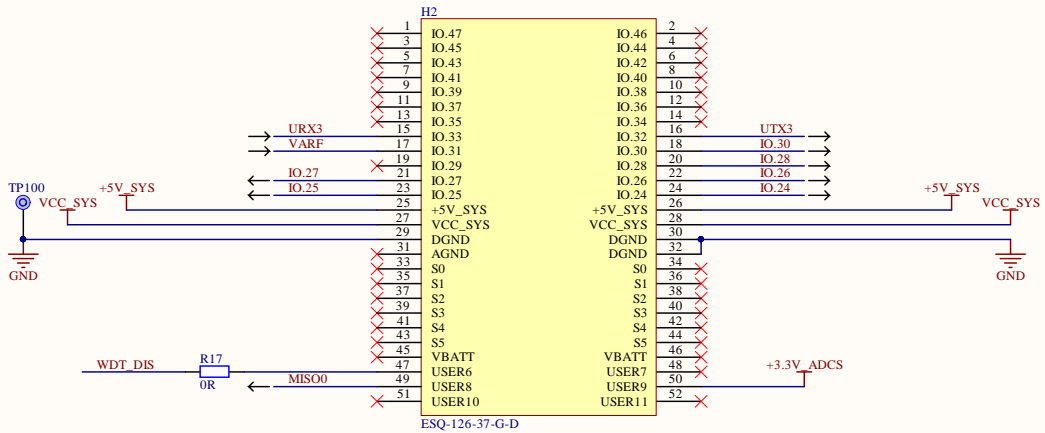 H2
1 IO.47 IO.46 2
3 IO.45 IO.44 4
5 IO.43 IO.42 6
7 IO.41 IO.40 8
9 IO.39 IO.38 10
11 IO.37 IO.36 12
13 IO.35 IO.34 14
URX3 15 IO.33 IO.32 16 UTX3
VARF 17 IO.31 IO.30 18 IO.30
19 IO.29 IO.28 20 IO.28
IO.27 21 IO.27 IO.26 22 IO.26
IO.25 23 IO.25 IO.24 24 IO.24
TP100 +5V_SYS 25 +5V_SYS +5V_SYS 26 +5V_SYS
VCC_SYS 27 VCC_SYS VCC_SYS 28 VCC_SYS
29 DGND DGND 30
31 AGND DGND 32
GND GND
33 S0 S0 34
35 S1 S1 36
37 S2 S2 38
39 S3 S3 40
41 S4 S4 42
43 S5 S5 44
45 VBATT VBATT 46
WDT_DIS R17 47 USER6 USER7 48 +3.3V_ADCS
0R MISO0 49 USER8 USER9 50
51 USER10 USER11 52
ESQ-126-37-G-D